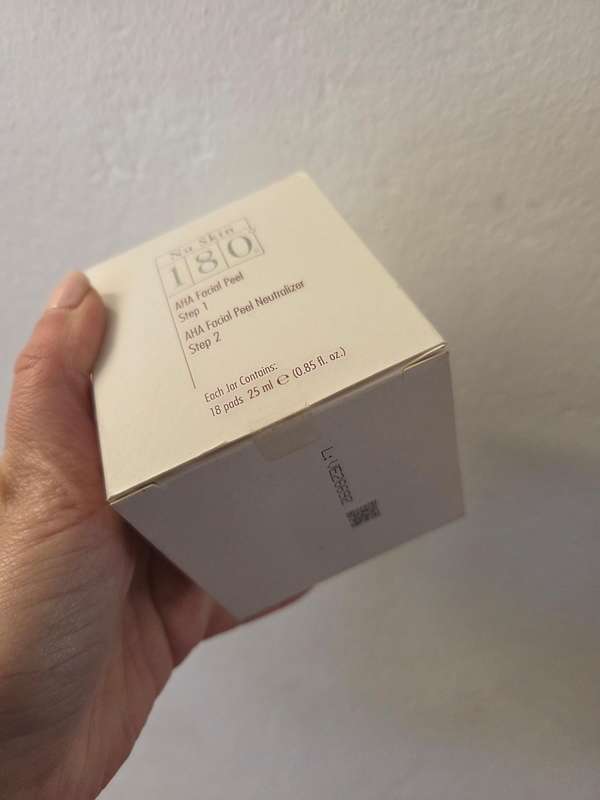 Nu Skin
180°
AHA Facial Peel
Step 1
AHA Facial Peel Neutralizer
Step 2
Each Jar Contains:
18 pads 25 ml ℮ (0.85 fl. oz.)
L: VE28692